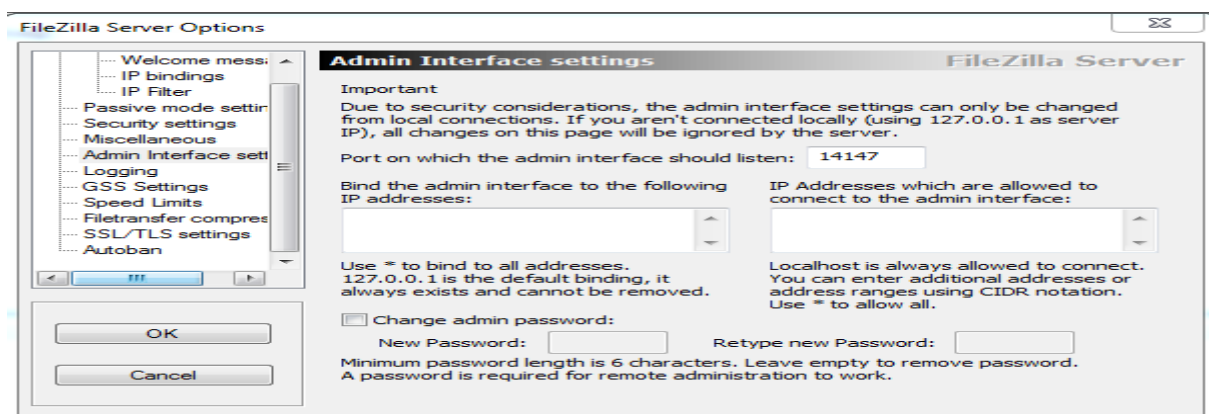 FileZilla Server Options
Welcome messa
IP bindings
IP Filter
Passive mode settin
Security settings
Miscellaneous
Admin Interface sett
Logging
GSS Settings
Speed Limits
Filetransfer compres
SSL/TLS settings
Autoban
OK
Cancel
Admin Interface settings
FileZilla Server
Important
Due to security considerations, the admin interface settings can only be changed
from local connections. If you aren't connected locally (using 127.0.0.1 as server
IP), all changes on this page will be ignored by the server.
Port on which the admin interface should listen: 14147
Bind the admin interface to the following
IP addresses:
Use * to bind to all addresses.
127.0.0.1 is the default binding, it
always exists and cannot be removed.
IP Addresses which are allowed to
connect to the admin interface:
Localhost is always allowed to connect.
You can enter additional addresses or
address ranges using CIDR notation.
Use * to allow all.
Change admin password:
New Password:
Retype new Password:
Minimum password length is 6 characters. Leave empty to remove password.
A password is required for remote administration to work.